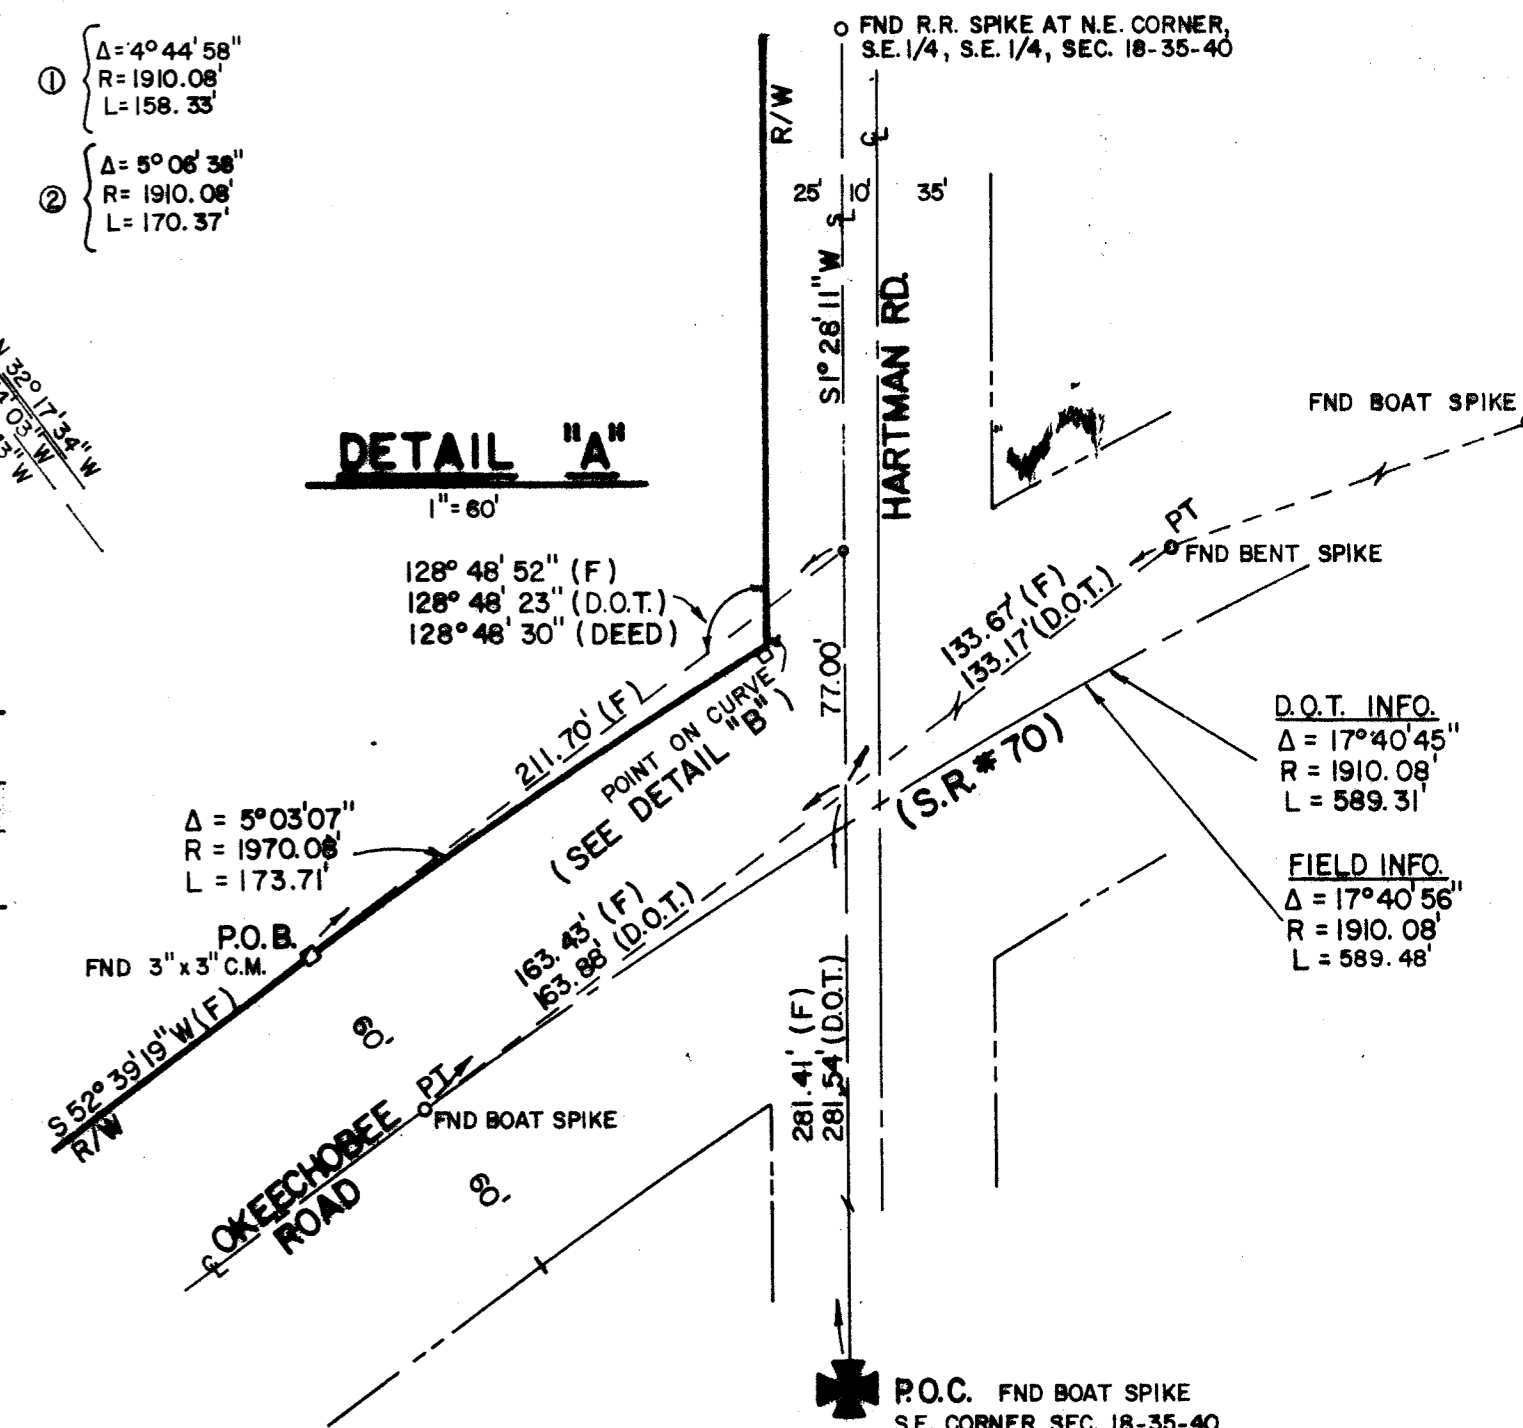 ① Δ=4°44'58"
R=1910.08'
L=158.33'
② Δ=5°06'38"
R=1910.08'
L=170.37'
FND R.R. SPIKE AT N.E. CORNER,
S.E. 1/4, S.E. 1/4, SEC. 18-35-40
R/W
℄
25' 10' 35'
S1°28'11"W
HARTMAN RD.
N 32°17'34"W
03"W
"W
DETAIL "A"
1"=60'
FND BOAT SPIKE
PT
FND BENT SPIKE
128°48'52" (F)
128°48'23" (D.O.T.)
128°48'30" (DEED)
133.67' (F)
133.17' (D.O.T.)
77.00'
211.70' (F)
POINT ON CURVE
(SEE DETAIL "B")
(S.R. # 70)
D.O.T. INFO.
Δ = 17°40'45"
R = 1910.08'
L = 589.31'
Δ = 5°03'07"
R = 1970.08'
L = 173.71'
FIELD INFO.
Δ = 17°40'56"
R = 1910.08'
L = 589.48'
P.O.B.
FND 3"x3" C.M.
163.43' (F)
163.88' (D.O.T.)
S 52°39'19"W (F)
R/W
60'
281.41' (F)
281.54' (D.O.T.)
PT
FND BOAT SPIKE
60'
℄ OKEECHOBEE
ROAD
P.O.C. FND BOAT SPIKE
S.E. CORNER SEC. 18-35-40